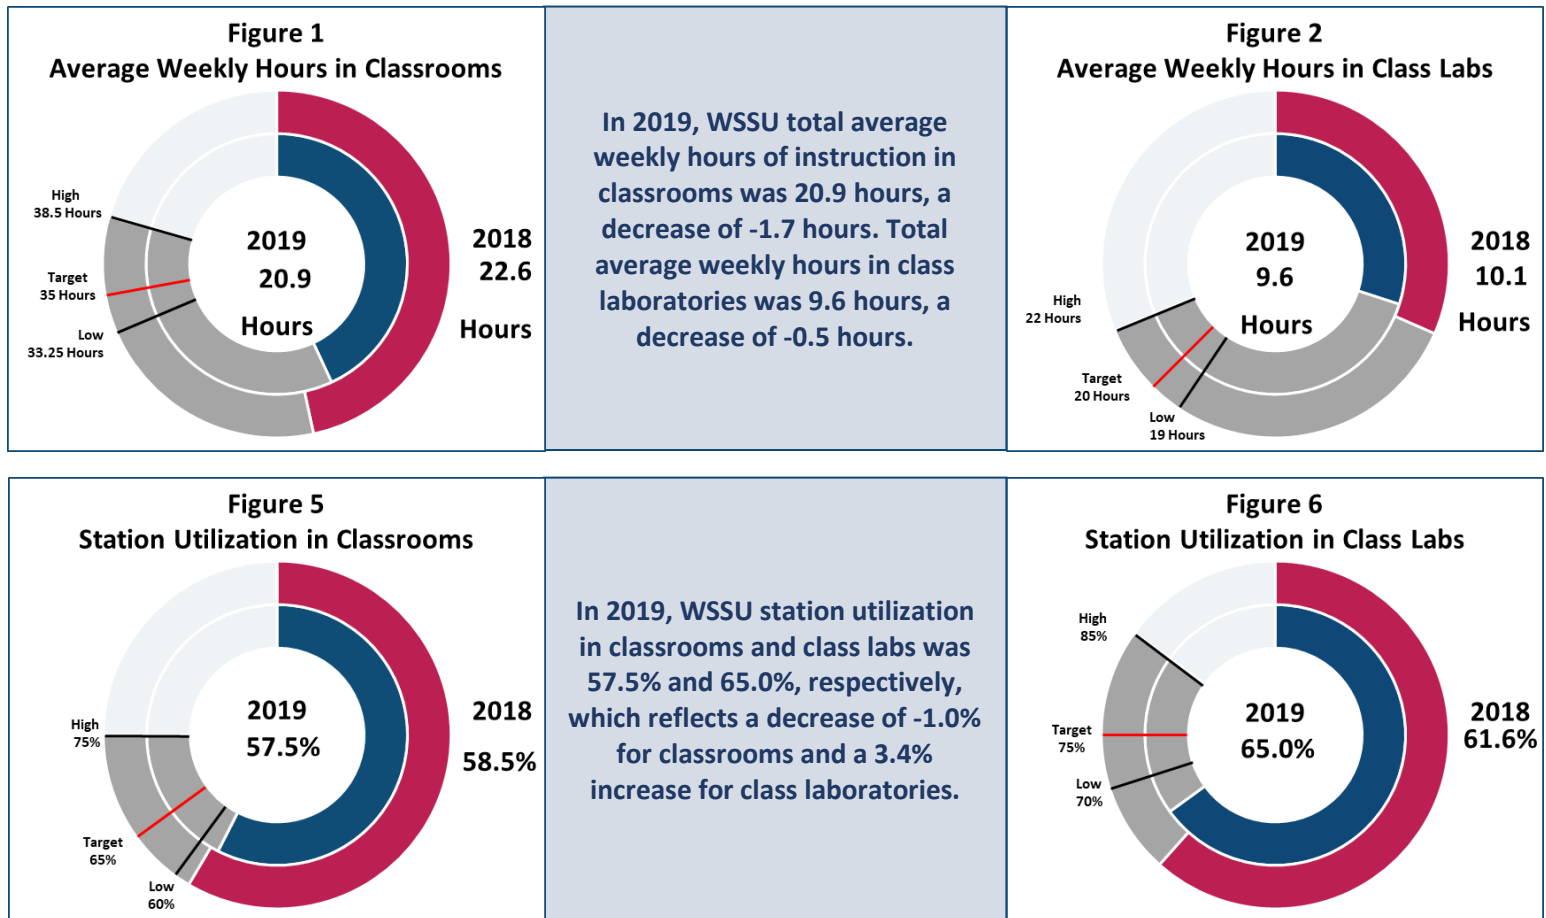 Figure 1
Average Weekly Hours in Classrooms
High
38.5 Hours
Target
35 Hours
Low
33.25 Hours
2019
20.9
Hours
2018
22.6
Hours
In 2019, WSSU total average
weekly hours of instruction in
classrooms was 20.9 hours, a
decrease of -1.7 hours. Total
average weekly hours in class
laboratories was 9.6 hours, a
decrease of -0.5 hours.
Figure 2
Average Weekly Hours in Class Labs
High
22 Hours
Target
20 Hours
Low
19 Hours
2019
9.6
Hours
2018
10.1
Hours
Figure 5
Station Utilization in Classrooms
High
75%
Target
65%
Low
60%
2019
57.5%
2018
58.5%
In 2019, WSSU station utilization
in classrooms and class labs was
57.5% and 65.0%, respectively,
which reflects a decrease of -1.0%
for classrooms and a 3.4%
increase for class laboratories.
Figure 6
Station Utilization in Class Labs
High
85%
Target
75%
Low
70%
2019
65.0%
2018
61.6%